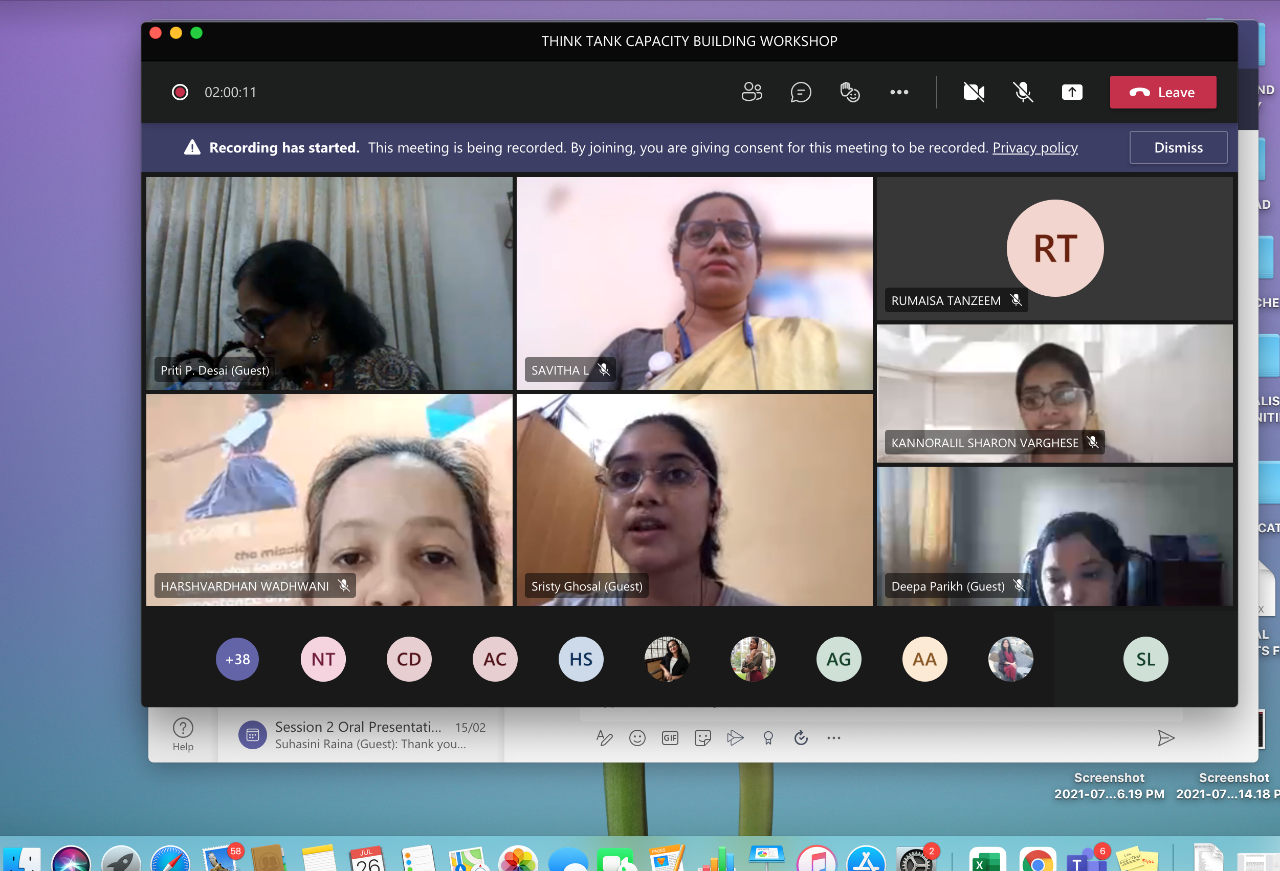 THINK TANK CAPACITY BUILDING WORKSHOP
02:00:11
Leave
Recording has started. This meeting is being recorded. By joining, you are giving consent for this meeting to be recorded. Privacy policy
Dismiss
RT
RUMAISA TANZEEM
Priti P. Desai (Guest)
SAVITHA L
KANNORALIL SHARON VARGHESE
the mission
HARSHVARDHAN WADHWANI
Sristy Ghosal (Guest)
Deepa Parikh (Guest)
+38
NT
CD
AC
HS
AG
AA
SL
Help
Session 2 Oral Presentati...
15/02
Suhasini Raina (Guest): Thank you...
GIF
Screenshot
2021-07...6.19 PM
Screenshot
2021-07...14.18 P
58
JUL
26
2
6